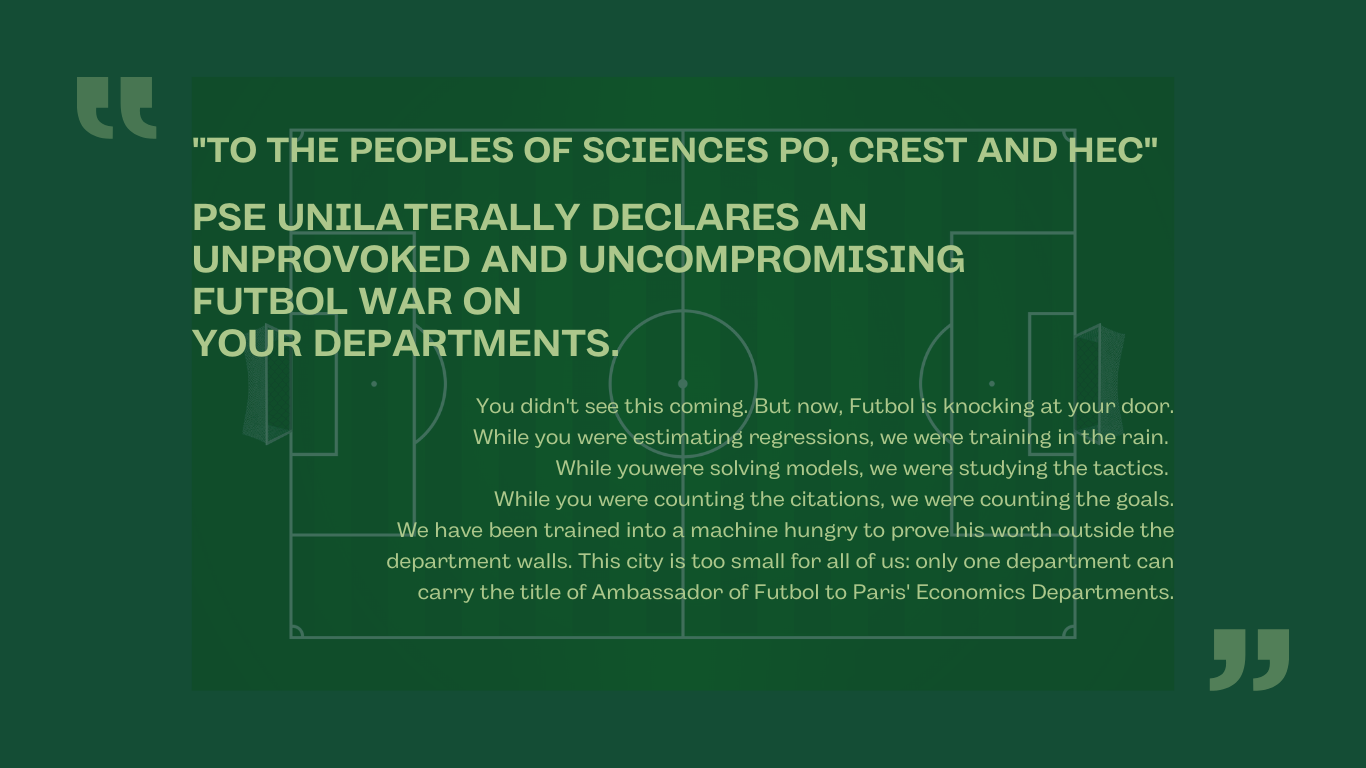 "TO THE PEOPLES OF SCIENCES PO, CREST AND HEC"
PSE UNILATERALLY DECLARES AN
UNPROVOKED AND UNCOMPROMISING
FUTBOL WAR ON
YOUR DEPARTMENTS.
You didn't see this coming. But now, Futbol is knocking at your door.
While you were estimating regressions, we were training in the rain.
While youwere solving models, we were studying the tactics.
While you were counting the citations, we were counting the goals.
We have been trained into a machine hungry to prove his worth outside the
department walls. This city is too small for all of us: only one department can
carry the title of Ambassador of Futbol to Paris' Economics Departments.